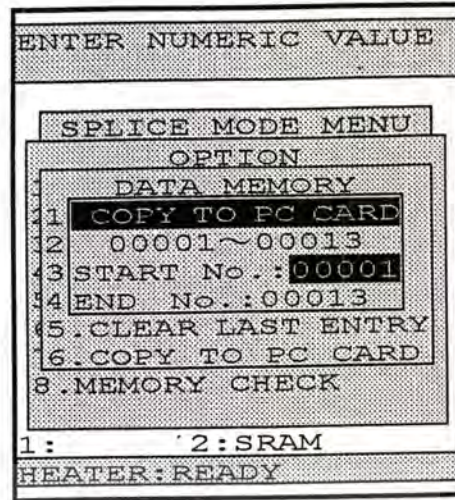 ENTER NUMERIC VALUE
SPLICE MODE MENU
OPTION
DATA MEMORY
1 COPY TO PC CARD
2 00001~00013
3 START No.:00001
4 END No.:00013
5.CLEAR LAST ENTRY
6.COPY TO PC CARD
8.MEMORY CHECK
1: 2:SRAM
HEATER:READY